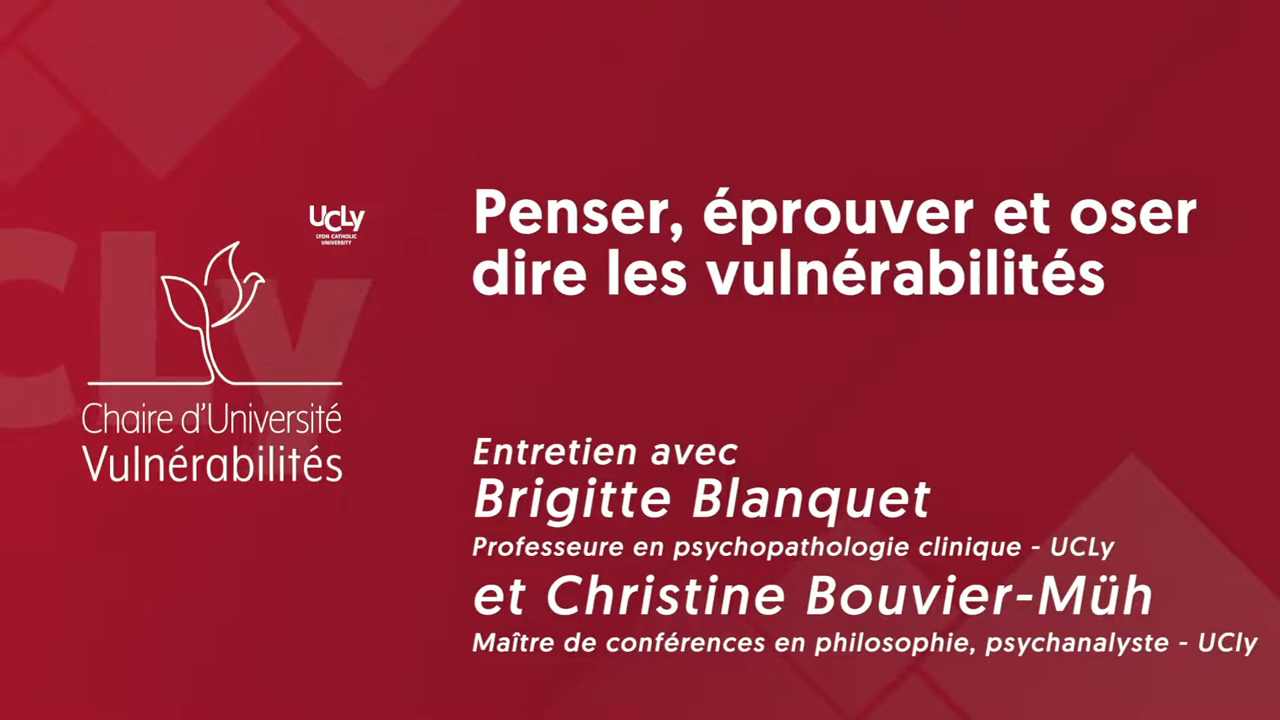 UCLy
LYON CATHOLIC
UNIVERSITY
CLy
Chaire d'Université
Vulnérabilités
Penser, éprouver et oser
dire les vulnérabilités
Entretien avec
Brigitte Blanquet
Professeure en psychopathologie clinique - UCLy
et Christine Bouvier-Müh
Maître de conférences en philosophie, psychanalyste - UCly